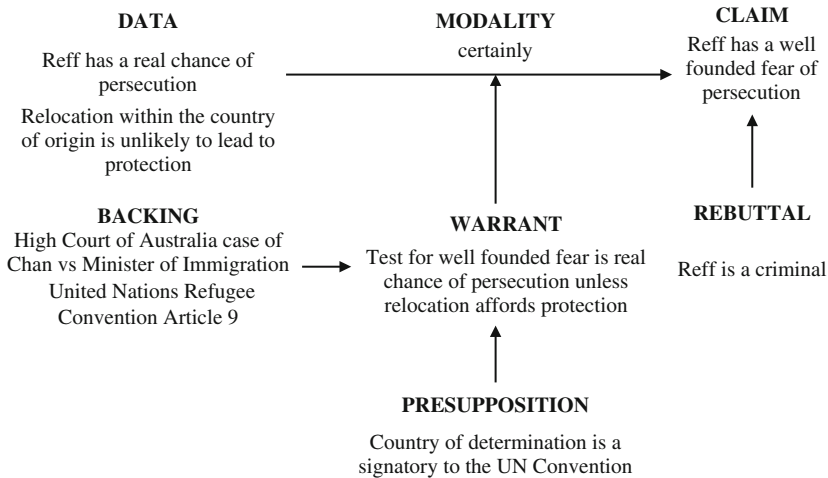 DATA
Reff has a real chance of
persecution
Relocation within the country
of origin is unlikely to lead to
protection
MODALITY
certainly
CLAIM
Reff has a well
founded fear of
persecution
BACKING
High Court of Australia case of
Chan vs Minister of Immigration
United Nations Refugee
Convention Article 9
WARRANT
Test for well founded fear is real
chance of persecution unless
relocation affords protection
REBUTTAL
Reff is a criminal
PRESUPPOSITION
Country of determination is a
signatory to the UN Convention